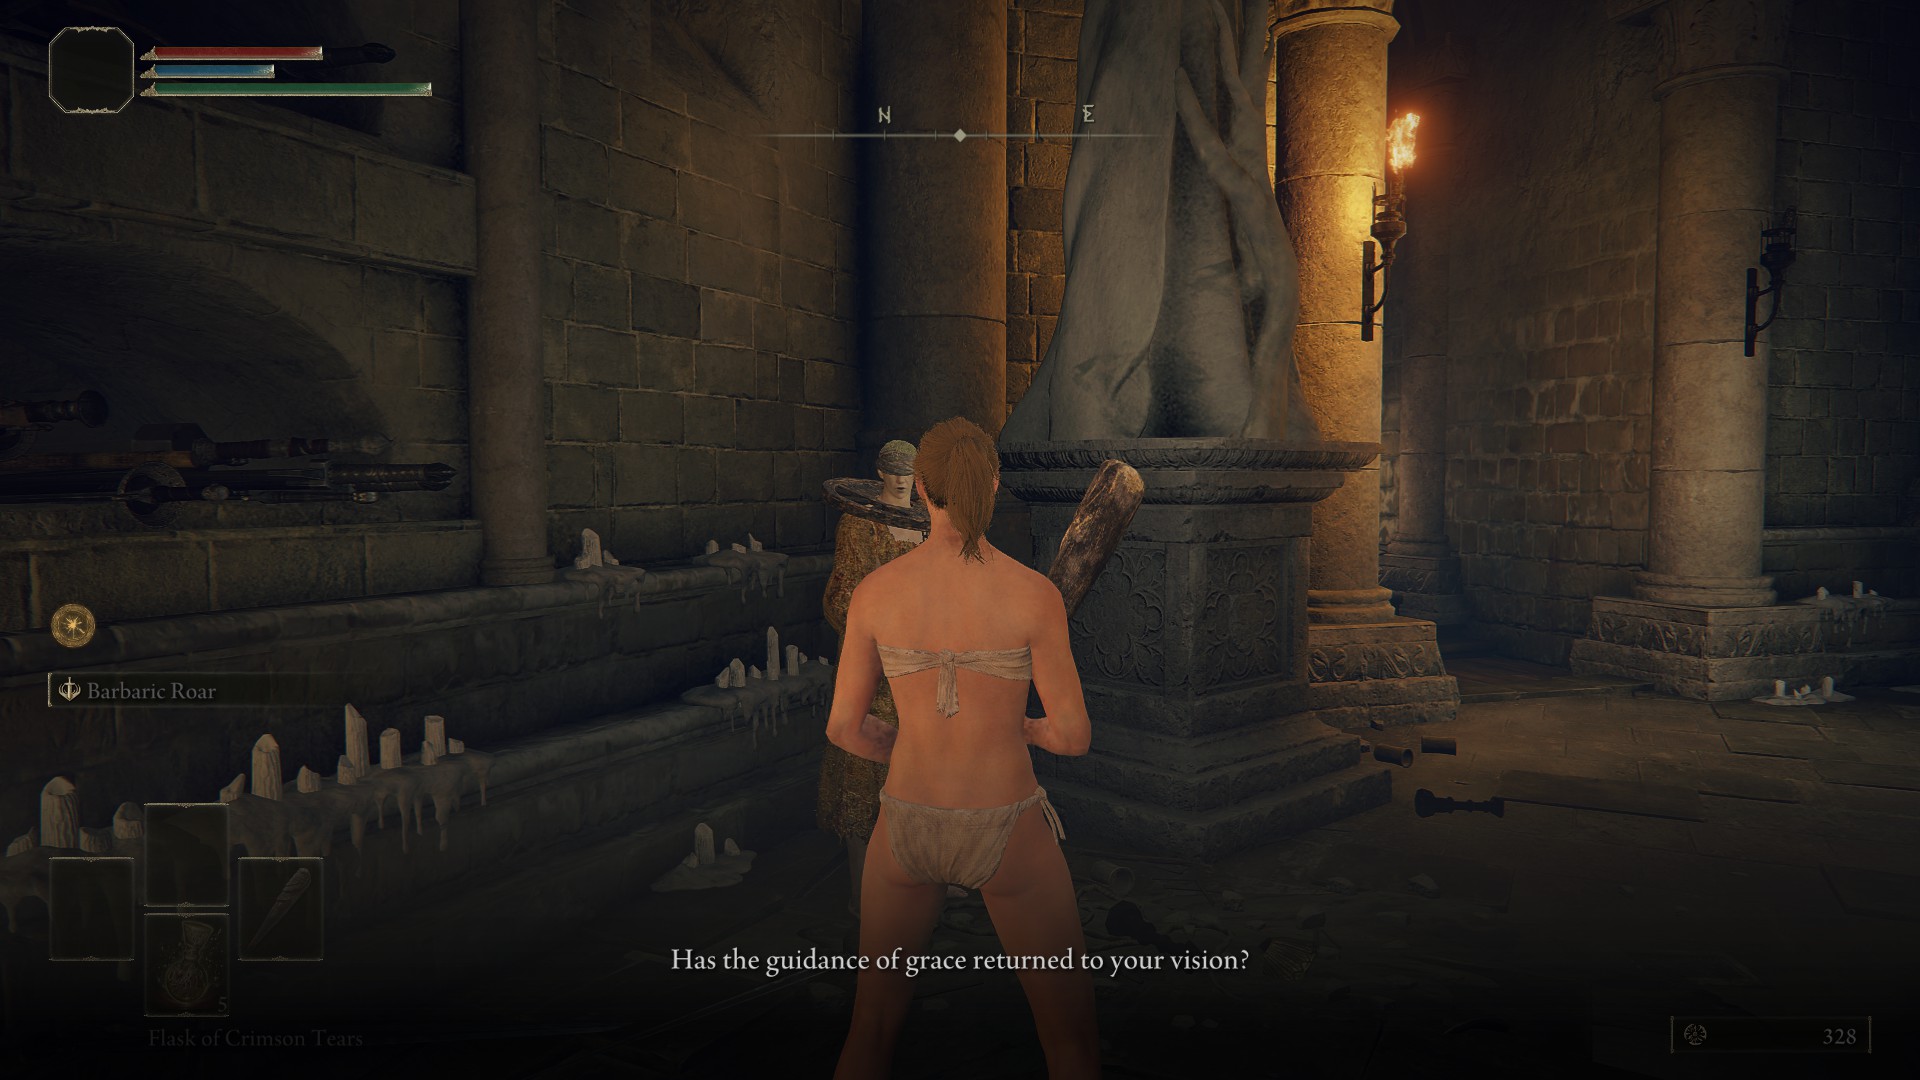 N
E
Barbaric Roar
Has the guidance of grace returned to your vision?
5
Flask of Crimson Tears
328